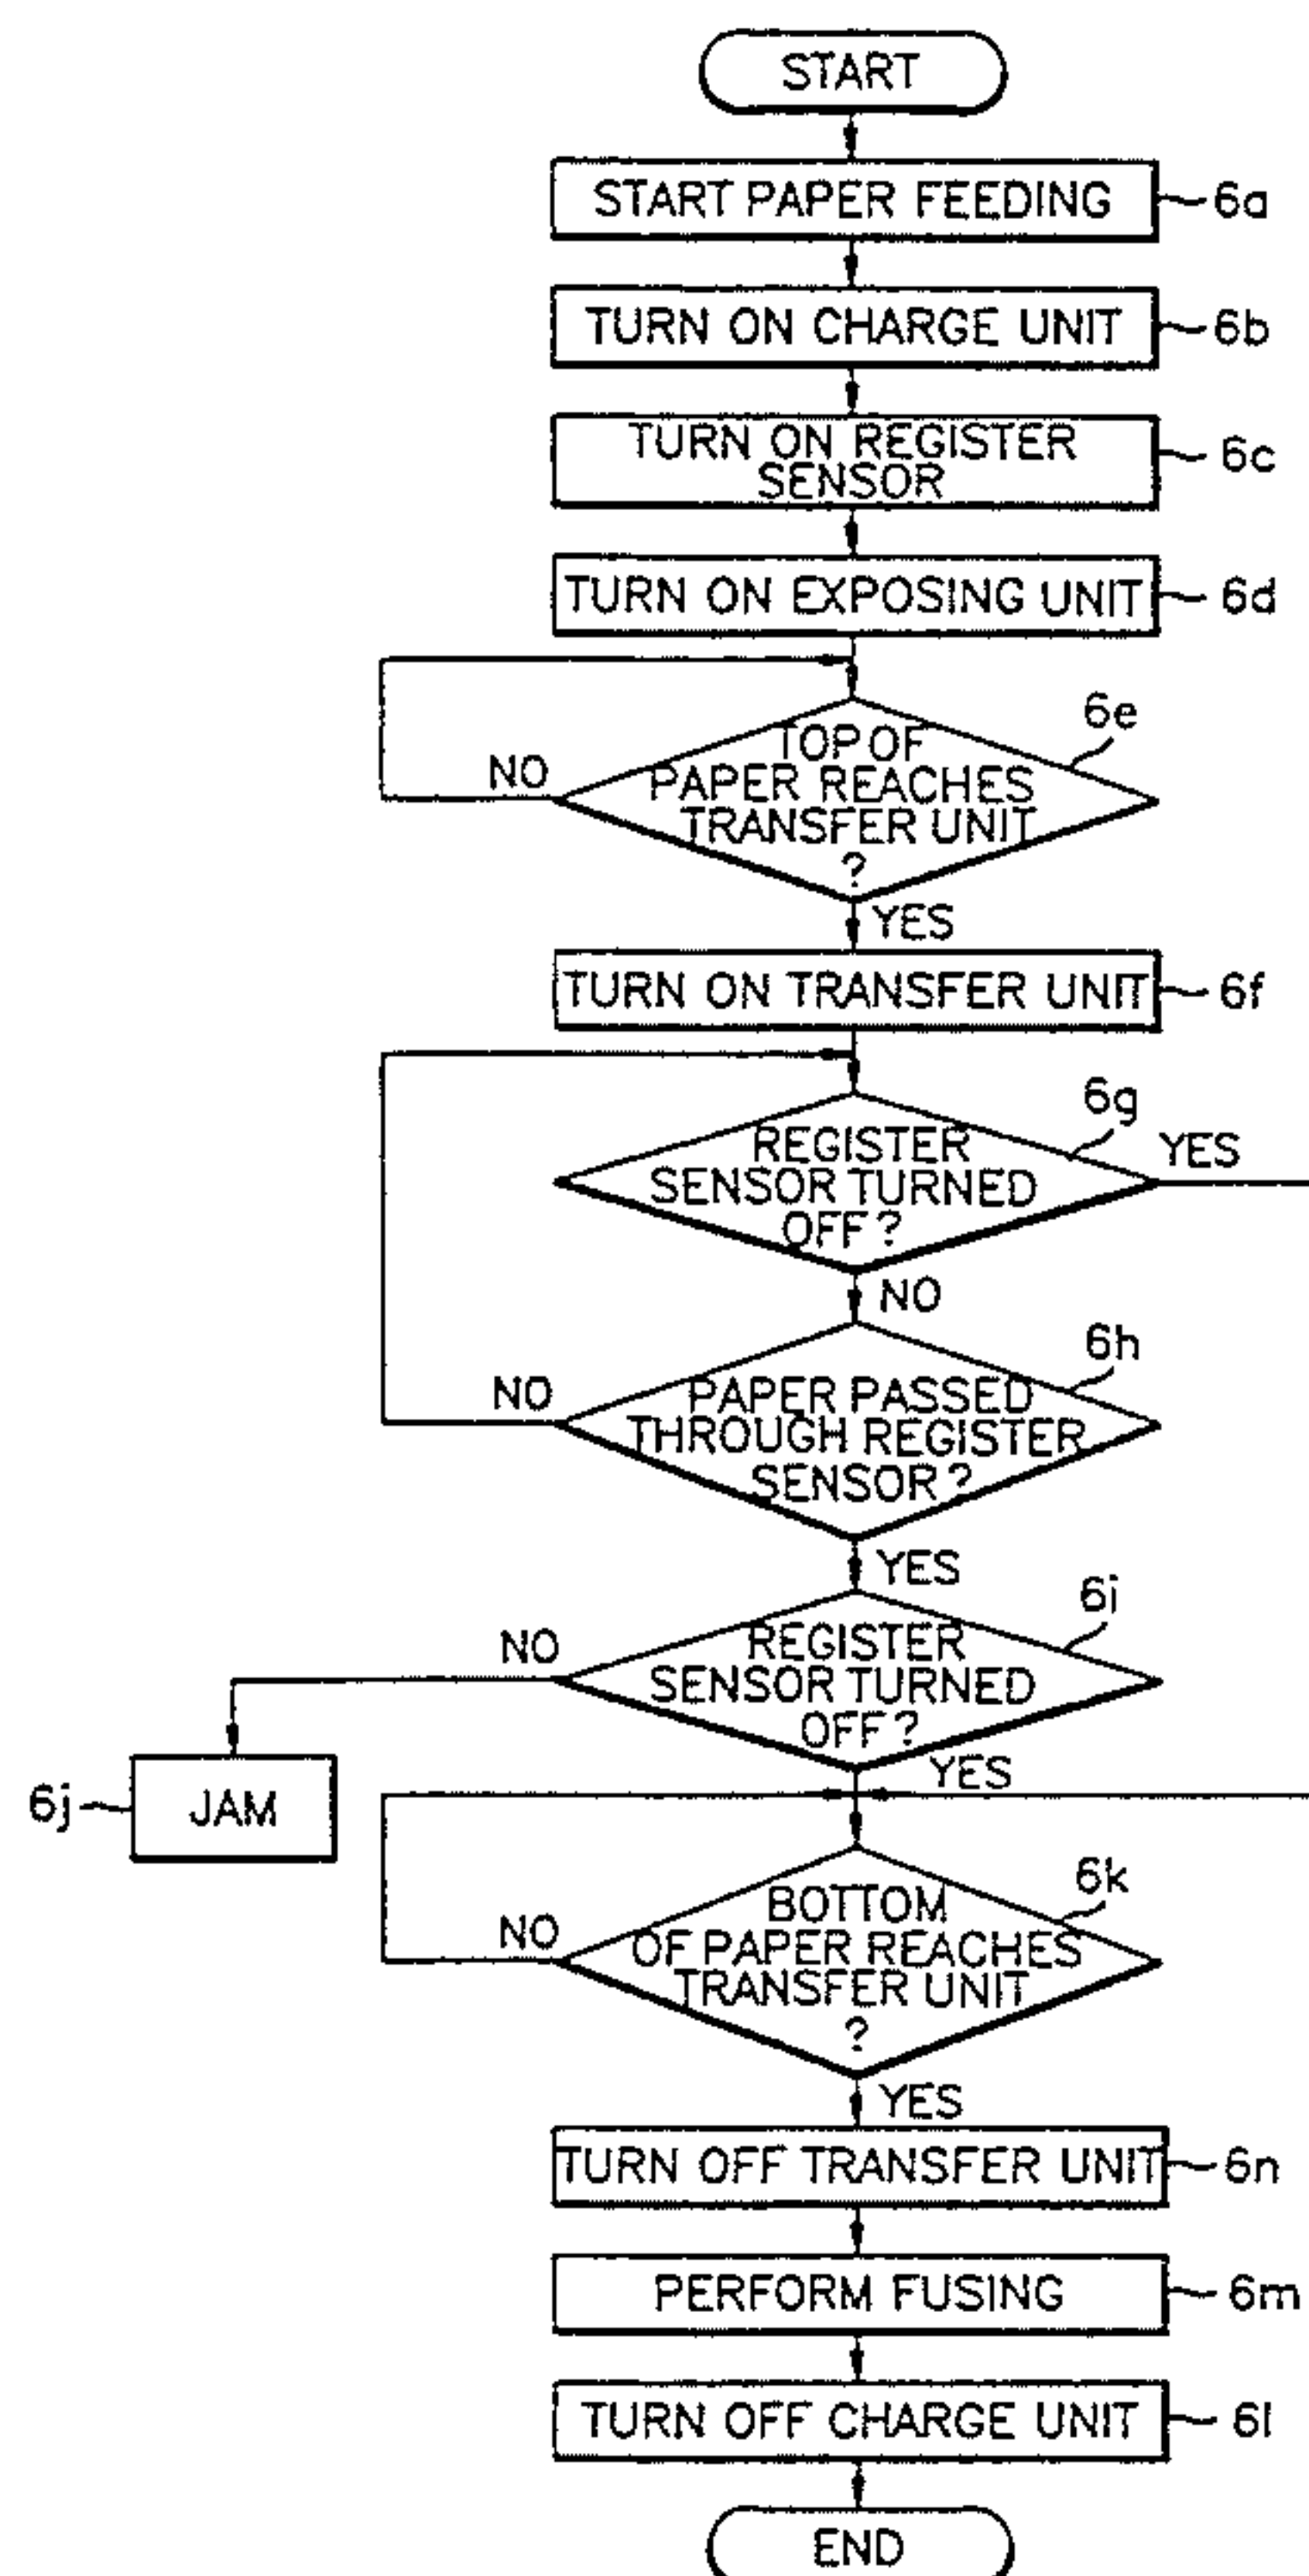 START
START PAPER FEEDING
6a
TURN ON CHARGE UNIT
6b
TURN ON REGISTER
SENSOR
6c
TURN ON EXPOSING UNIT
6d
6e
TOP OF
PAPER REACHES
TRANSFER UNIT
?
NO
YES
TURN ON TRANSFER UNIT
6f
6g
REGISTER
SENSOR TURNED
OFF?
YES
NO
6h
PAPER PASSED
THROUGH REGISTER
SENSOR?
NO
YES
6i
REGISTER
SENSOR TURNED
OFF?
NO
YES
6j
JAM
6k
BOTTOM
OF PAPER REACHES
TRANSFER UNIT
?
NO
YES
TURN OFF TRANSFER UNIT
6n
PERFORM FUSING
6m
TURN OFF CHARGE UNIT
6l
END